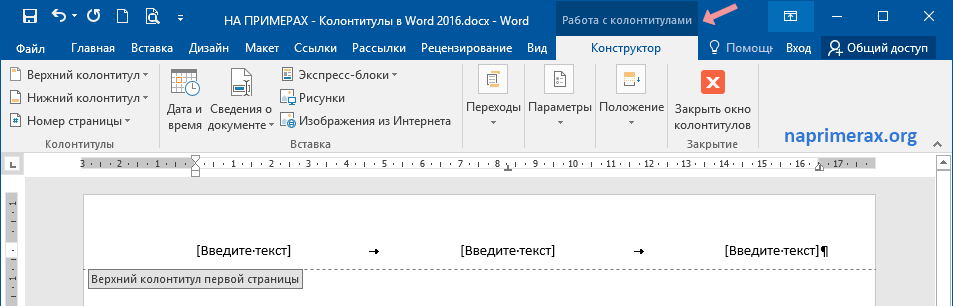 НА ПРИМЕРАХ - Колонтитулы в Word 2016.docx - Word
Работа с колонтитулами
Файл Главная Вставка Дизайн Макет Ссылки Рассылки Рецензирование Вид Конструктор Помощь Вход Общий доступ
Верхний колонтитул
Нижний колонтитул
Номер страницы
Колонтитулы
Дата и
время
Сведения о
документе
Экспресс-блоки
Рисунки
Изображения из Интернета
Вставка
Переходы
Параметры
Положение
Закрыть окно
колонтитулов
Закрытие
naprimerax.org
3 2 1 1 2 3 4 5 6 7 8 9 10 11 12 13 14 15 16 17
[Введите·текст] → [Введите·текст] → [Введите·текст]¶
Верхний колонтитул первой страницы
1
1